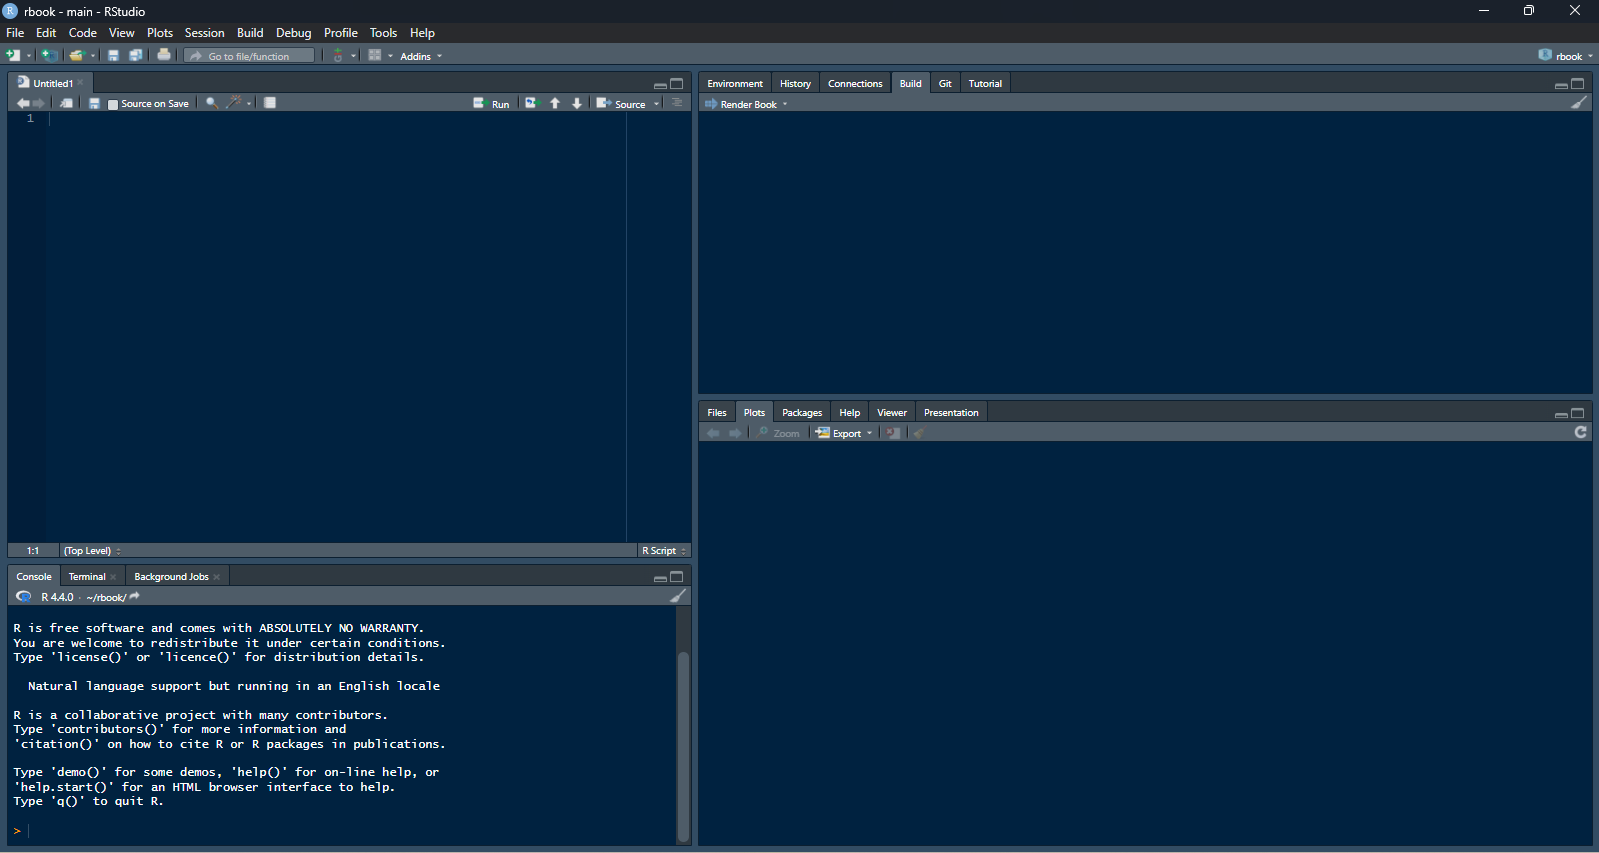 rbook - main - RStudio
File Edit Code View Plots Session Build Debug Profile Tools Help
Go to file/function Addins rbook
Untitled1
Source on Save Run Source
1
1:1 (Top Level) R Script
Console Terminal Background Jobs
R 4.4.0 · ~/rbook/
R is free software and comes with ABSOLUTELY NO WARRANTY.
You are welcome to redistribute it under certain conditions.
Type 'license()' or 'licence()' for distribution details.
Natural language support but running in an English locale
R is a collaborative project with many contributors.
Type 'contributors()' for more information and
'citation()' on how to cite R or R packages in publications.
Type 'demo()' for some demos, 'help()' for on-line help, or
'help.start()' for an HTML browser interface to help.
Type 'q()' to quit R.
>
Environment History Connections Build Git Tutorial
Render Book
Files Plots Packages Help Viewer Presentation
Zoom Export